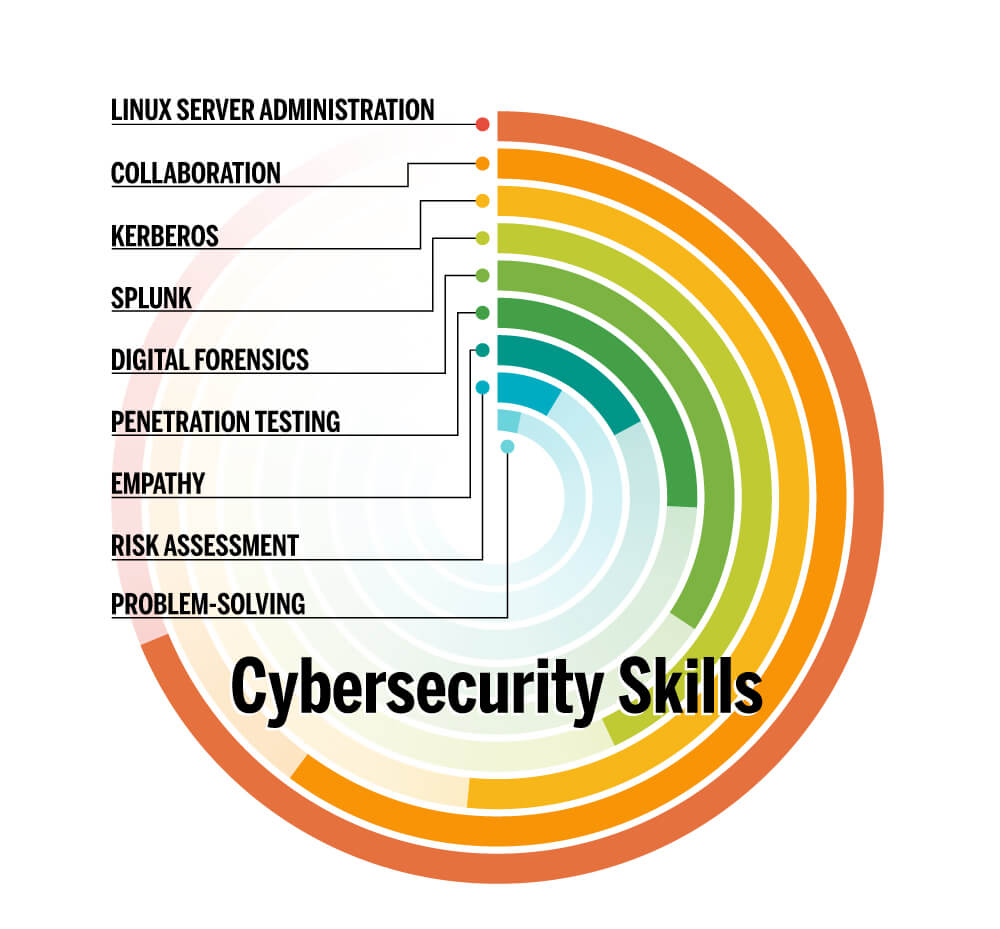 LINUX SERVER ADMINISTRATION
COLLABORATION
KERBEROS
SPLUNK
DIGITAL FORENSICS
PENETRATION TESTING
EMPATHY
RISK ASSESSMENT
PROBLEM-SOLVING
Cybersecurity Skills